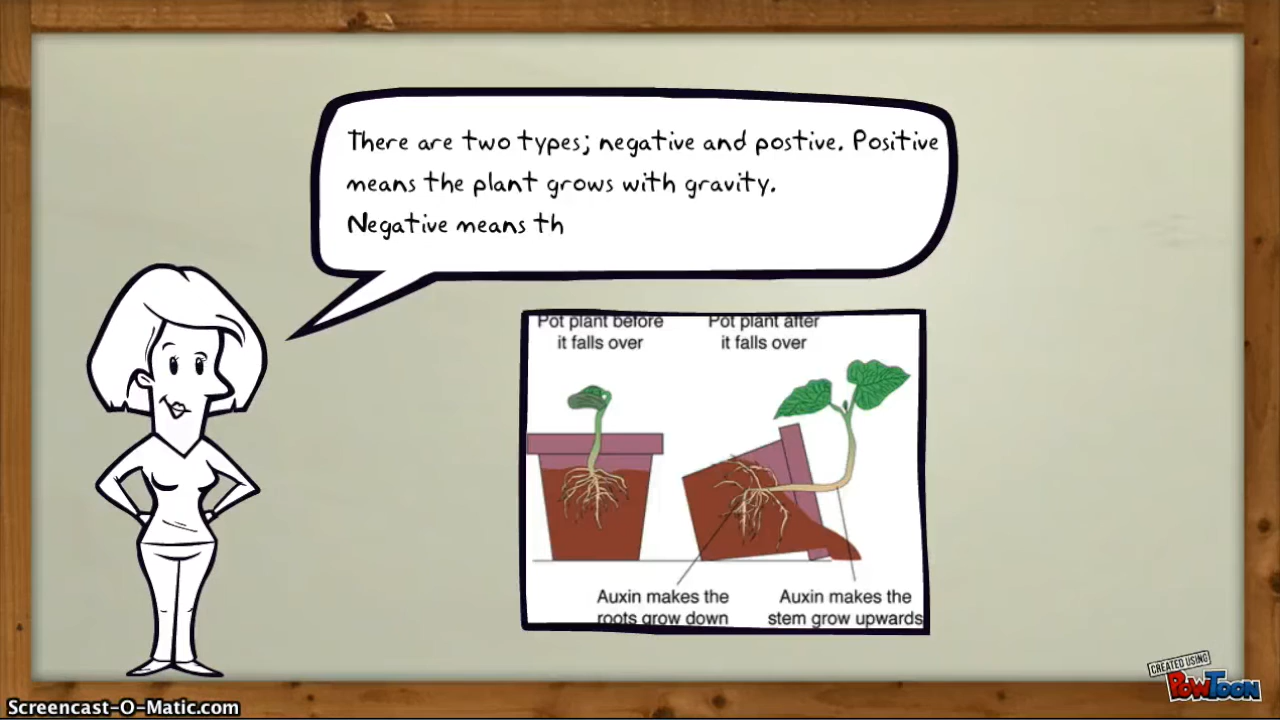 There are two types; negative and postive. Positive
means the plant grows with gravity.
Negative means th
Pot plant before
it falls over
Pot plant after
it falls over
Auxin makes the
roots grow down
Auxin makes the
stem grow upwards
CREATED USING
POWTOON
Screencast-O-Matic.com